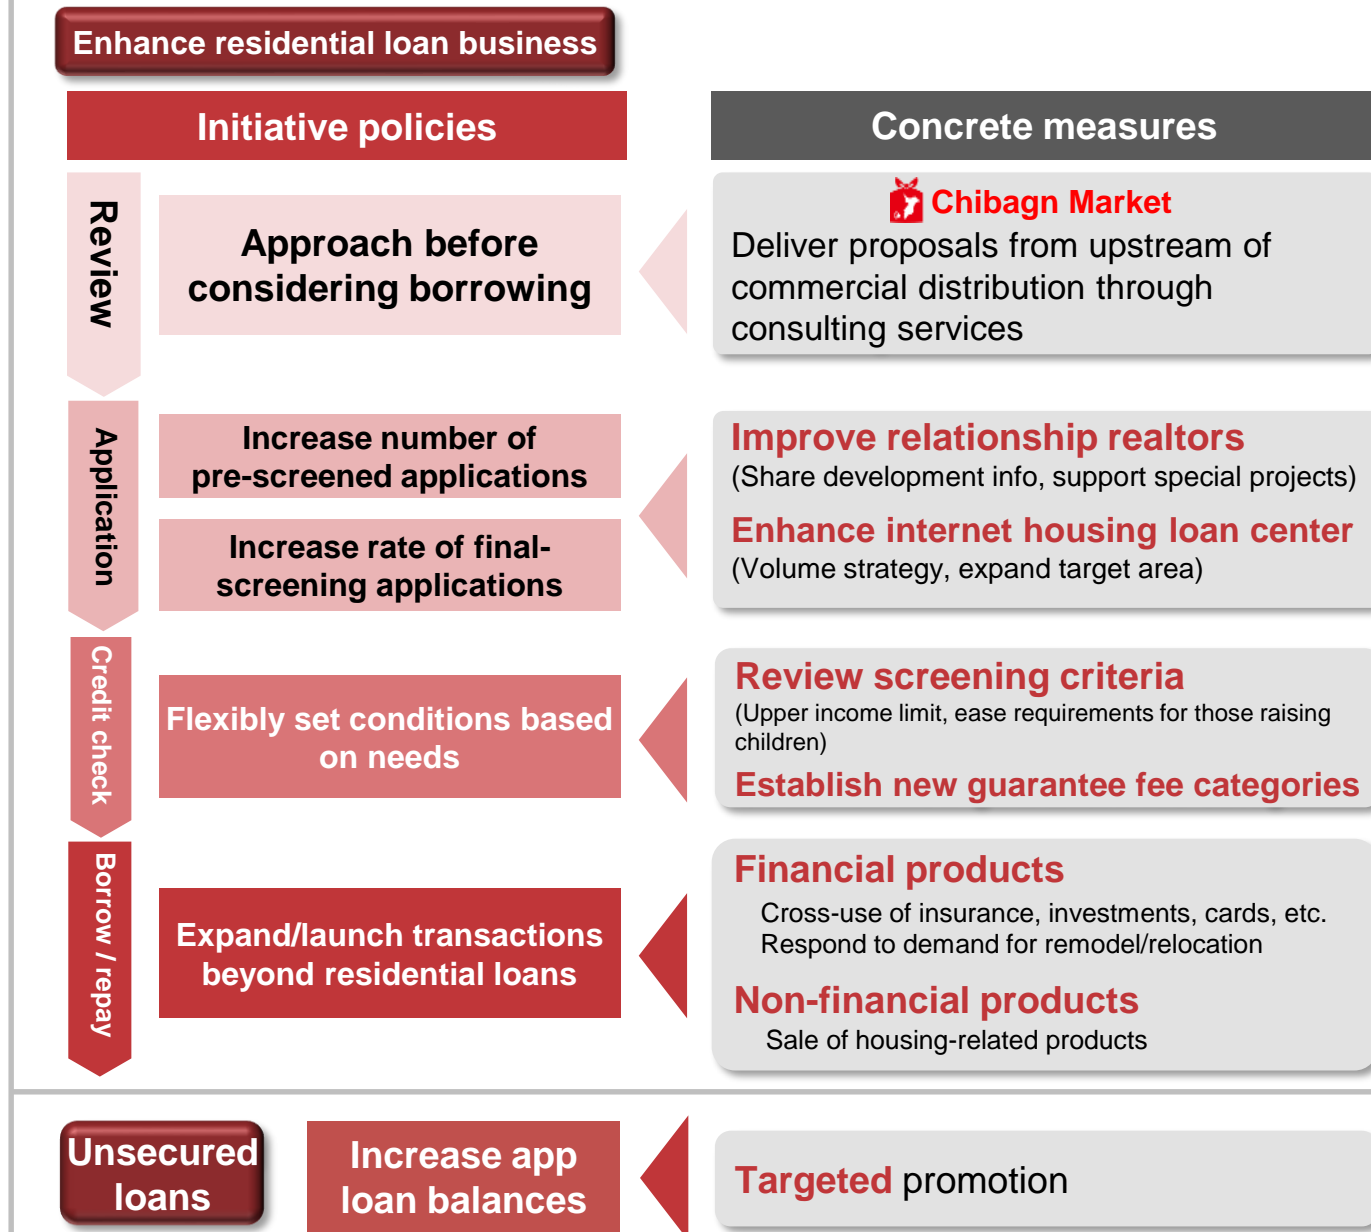 Enhance residential loan business
Initiative policies
Concrete measures
Review
Approach before
considering borrowing
Chibagn Market
Deliver proposals from upstream of
commercial distribution through
consulting services
Application
Increase number of
pre-screened applications
Increase rate of final-
screening applications
Improve relationship realtors
(Share development info, support special projects)
Enhance internet housing loan center
(Volume strategy, expand target area)
Credit check
Flexibly set conditions based
on needs
Review screening criteria
(Upper income limit, ease requirements for those raising
children)
Establish new guarantee fee categories
Borrow / repay
Expand/launch transactions
beyond residential loans
Financial products
Cross-use of insurance, investments, cards, etc.
Respond to demand for remodel/relocation
Non-financial products
Sale of housing-related products
Unsecured
loans
Increase app
loan balances
Targeted promotion